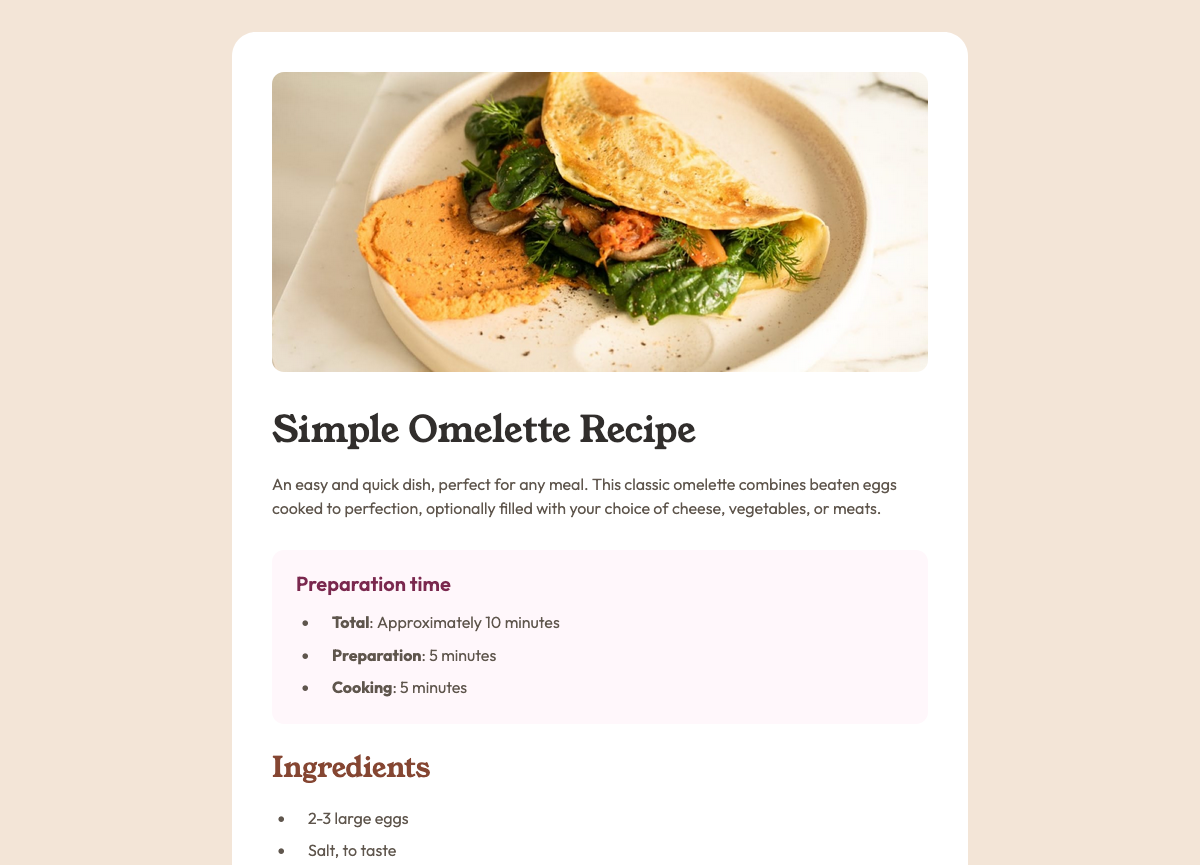 Simple Omelette Recipe
An easy and quick dish, perfect for any meal. This classic omelette combines beaten eggs
cooked to perfection, optionally filled with your choice of cheese, vegetables, or meats.
Preparation time
• Total: Approximately 10 minutes
• Preparation: 5 minutes
• Cooking: 5 minutes
Ingredients
• 2-3 large eggs
• Salt, to taste